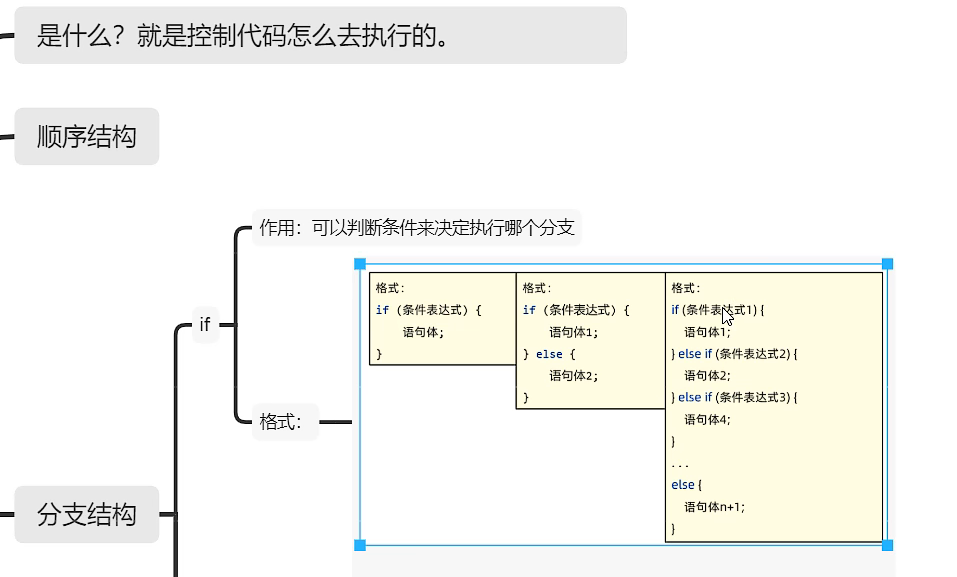 是什么？就是控制代码怎么去执行的。
顺序结构
作用：可以判断条件来决定执行哪个分支
if
格式：
格式：
if (条件表达式) {
语句体;
}
格式：
if (条件表达式) {
语句体1;
} else {
语句体2;
}
格式：
if (条件表达式1) {
语句体1;
} else if (条件表达式2) {
语句体2;
} else if (条件表达式3) {
语句体4;
}
...
else {
语句体n+1;
}
分支结构